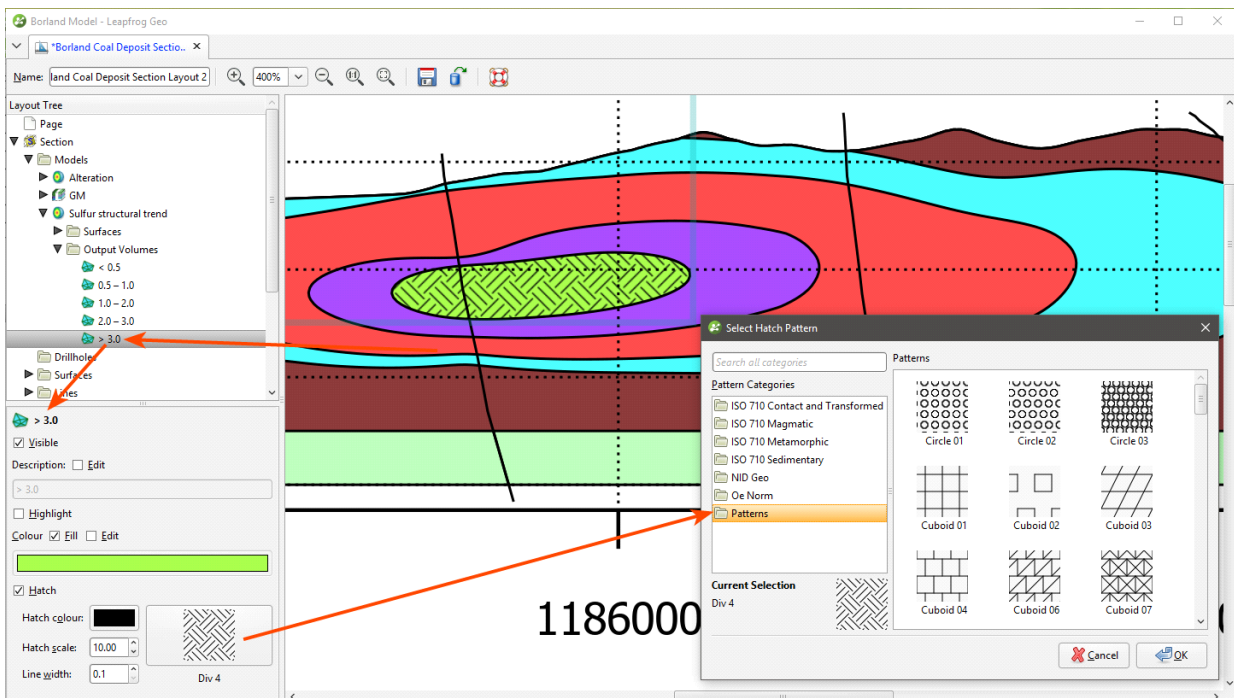 Borland Model - Leapfrog Geo
*Borland Coal Deposit Sectio..
Name: land Coal Deposit Section Layout 2
400%
Layout Tree
Page
Section
Models
Alteration
GM
Sulfur structural trend
Surfaces
Output Volumes
< 0.5
0.5 – 1.0
1.0 – 2.0
2.0 – 3.0
> 3.0
Drillholes
Surfaces
Lines
> 3.0
Visible
Description: Edit
> 3.0
Highlight
Colour Fill Edit
Hatch
Hatch colour:
Hatch scale: 10.00
Line width: 0.1
Div 4
1186000
Select Hatch Pattern
Search all categories
Pattern Categories
ISO 710 Contact and Transformed
ISO 710 Magmatic
ISO 710 Metamorphic
ISO 710 Sedimentary
NID Geo
Oe Norm
Patterns
Current Selection
Div 4
Patterns
Circle 01
Circle 02
Circle 03
Cuboid 01
Cuboid 02
Cuboid 03
Cuboid 04
Cuboid 06
Cuboid 07
Cancel
OK